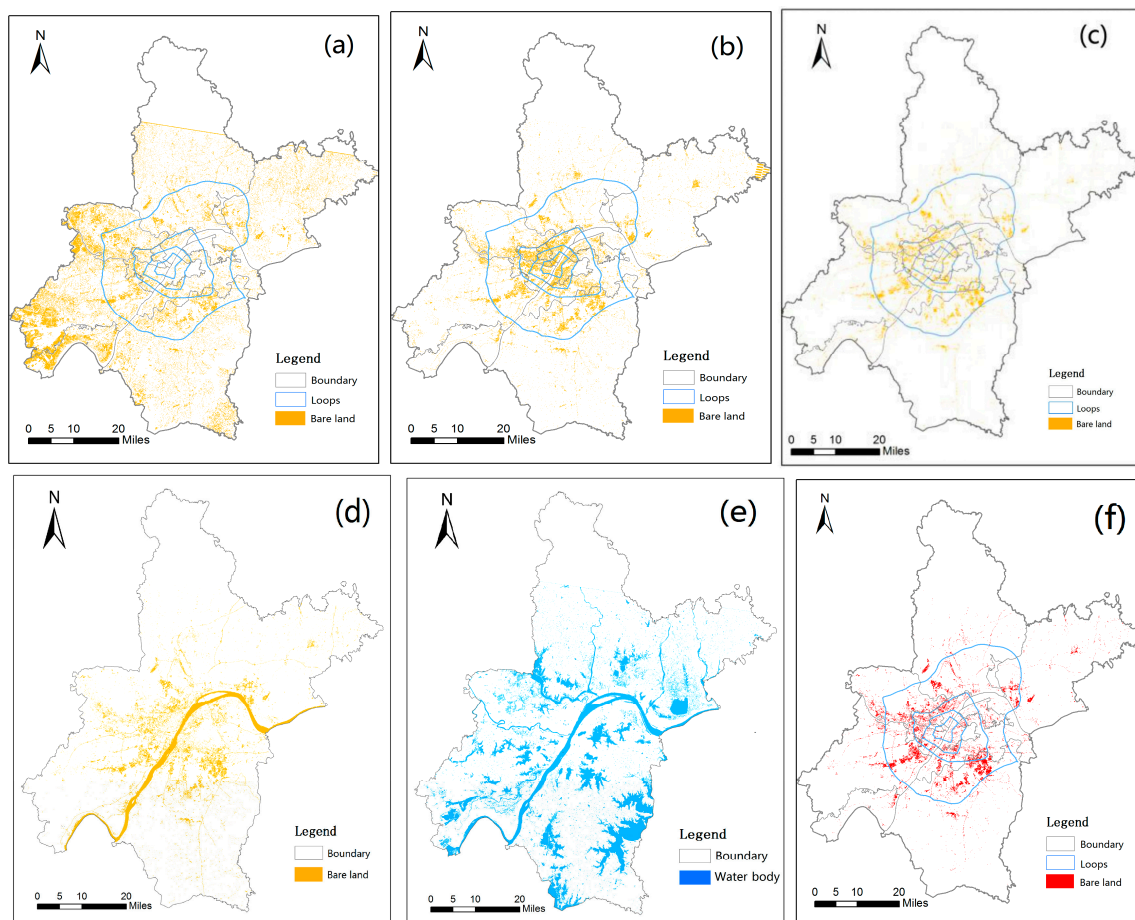 N
(a)
Legend
Boundary
Loops
Bare land
0 5 10 20
Miles
N
(b)
Legend
Boundary
Loops
Bare land
0 5 10 20
Miles
N
(c)
Legend
Boundary
Loops
Bare land
0 5 10 20
Miles
N
(d)
Legend
Boundary
Bare land
0 5 10 20
Miles
N
(e)
Legend
Boundary
Water body
0 5 10 20
Miles
N
(f)
Legend
Boundary
Loops
Bare land
0 5 10 20
Miles